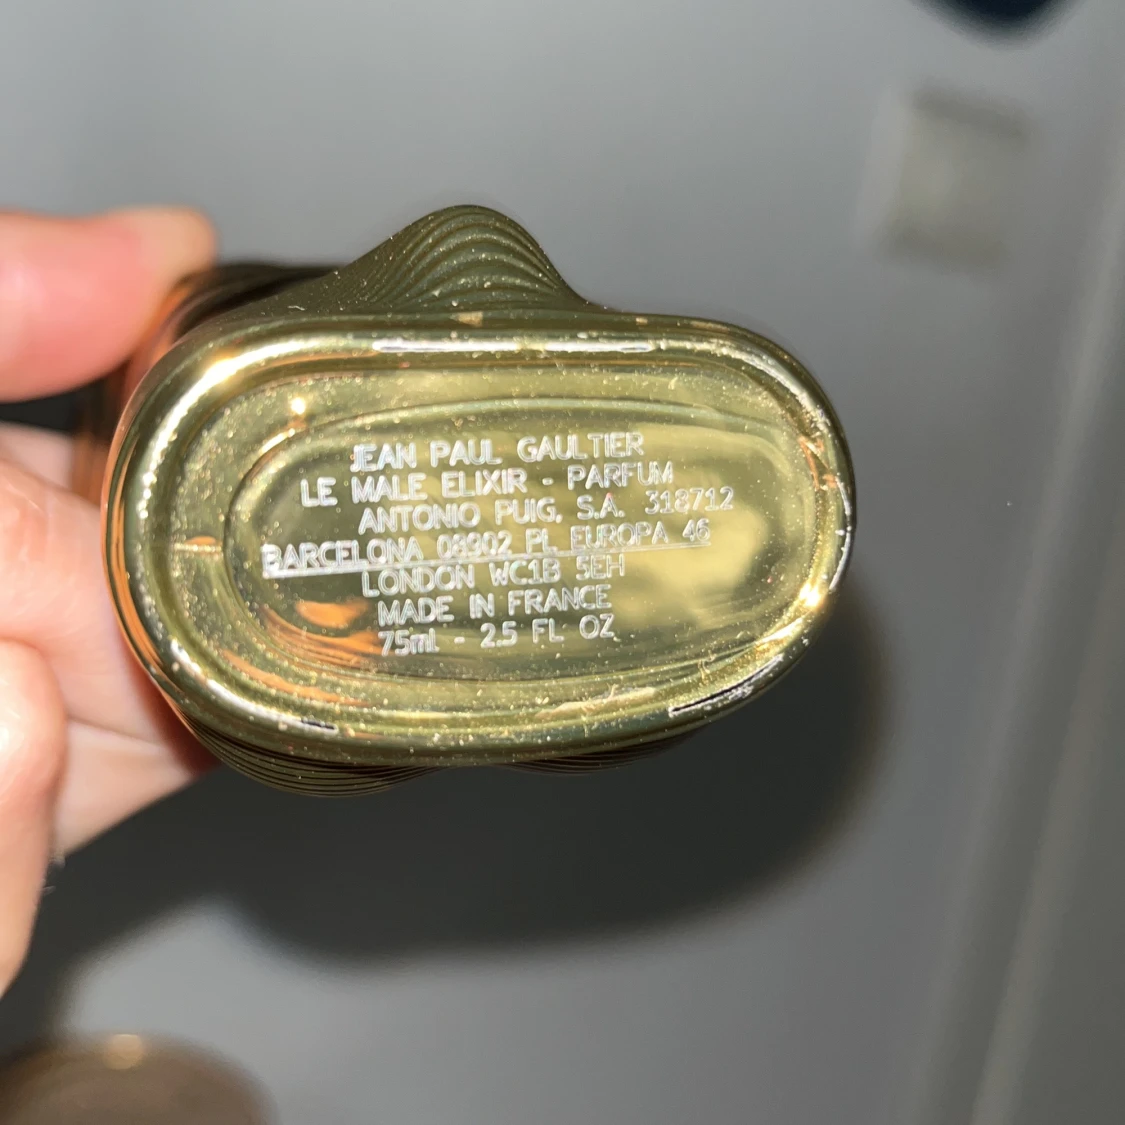 JEAN PAUL GAULTIER
LE MALE ELIXIR - PARFUM
ANTONIO PUIG, S.A. 318712
BARCELONA 08902 PL EUROPA 46
LONDON WC1B 5EH
MADE IN FRANCE
75ml - 2.5 FL OZ